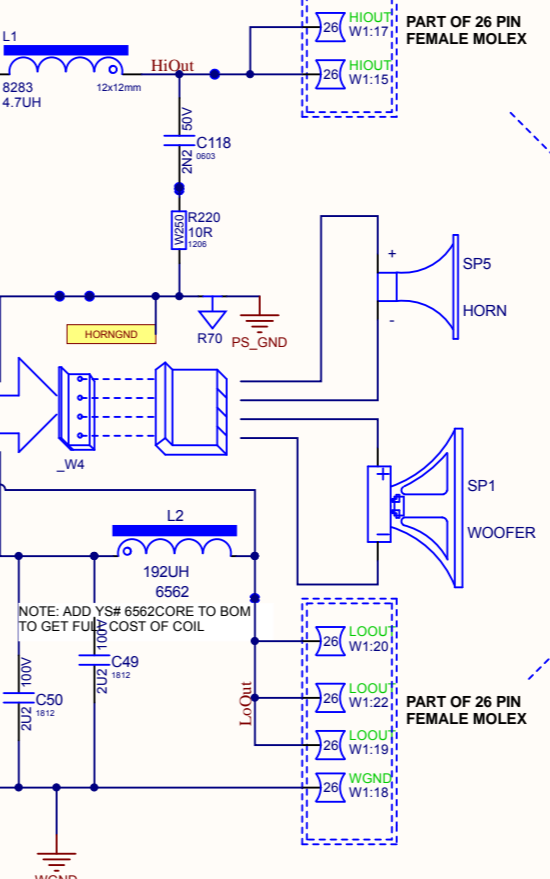 HIOUT
26
W1:17
PART OF 26 PIN
FEMALE MOLEX
L1
HiOut
HIOUT
26
W1:15
8283
12x12mm
4.7UH
50V
C118
0603
2N2
W250
R220
10R
1206
+
SP5
HORN
-
HORNGND
R70
PS_GND
_W4
+
SP1
WOOFER
-
L2
192UH
6562
NOTE: ADD YS# 6562CORE TO BOM
TO GET FULL COST OF COIL
100V
C49
1812
2U2
100V
C50
1812
2U2
LoOut
LOOUT
26
W1:20
LOOUT
26
W1:22
LOOUT
26
W1:19
WGND
26
W1:18
PART OF 26 PIN
FEMALE MOLEX
WGND